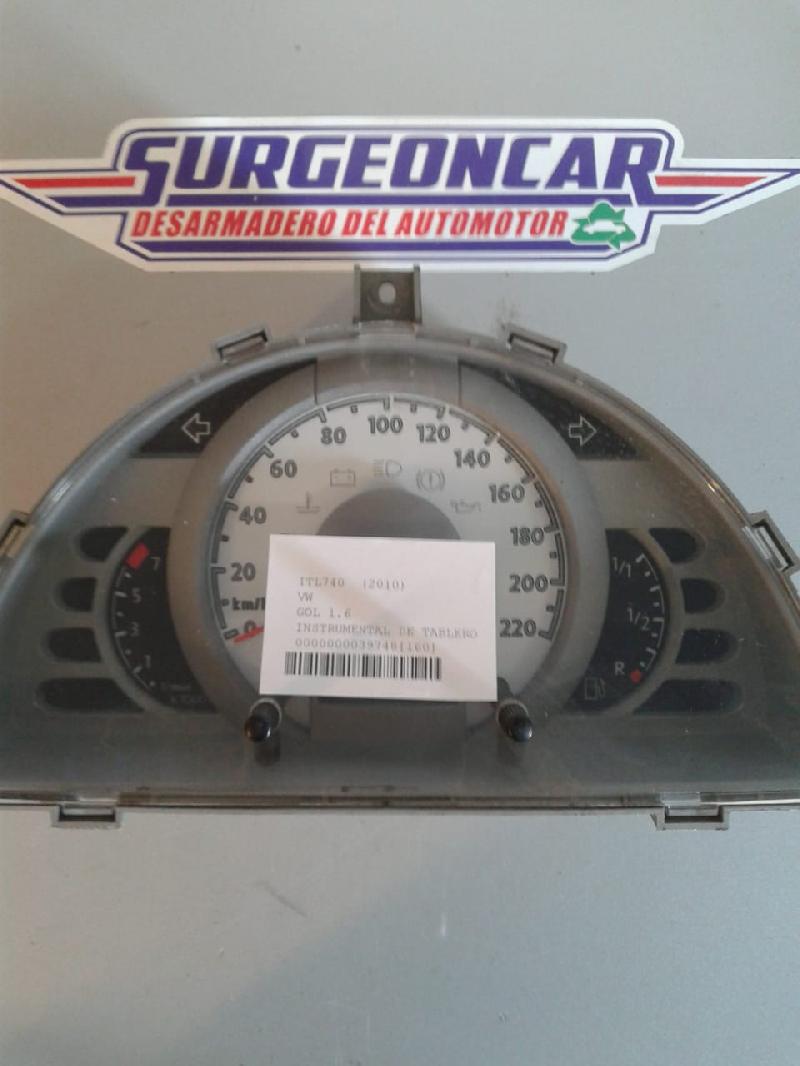 SURGEONCAR
DESARMADERO DEL AUTOMOTOR
0 20 40 60 80 100 120 140 160 180 200 220
km/h
7
5
3
1
1/1
1/2
R
ITL740 (2010)
VW
GOL 1.6
INSTRUMENTAL DE TABLERO